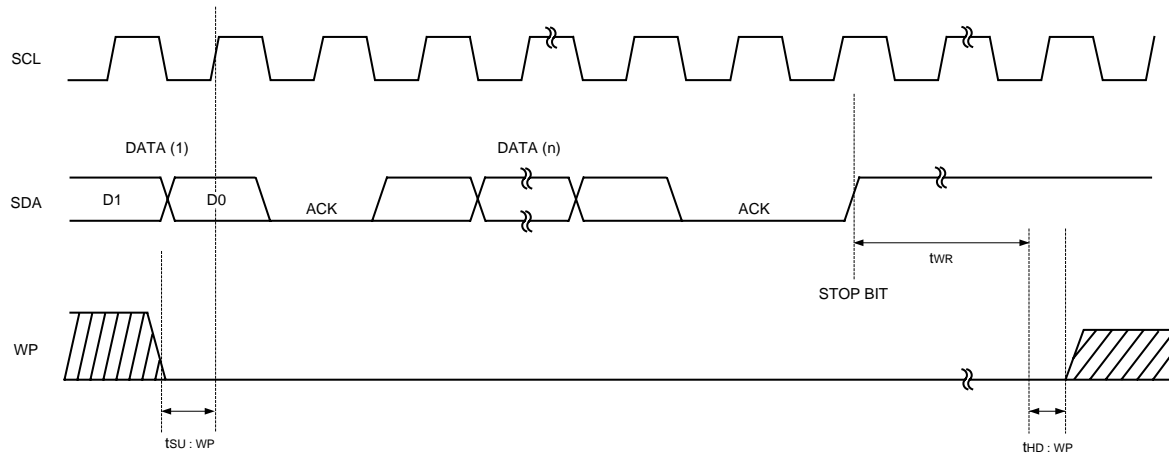 SCL
DATA (1)
DATA (n)
SDA
D1
D0
ACK
ACK
tWR
STOP BIT
WP
tSU : WP
tHD : WP